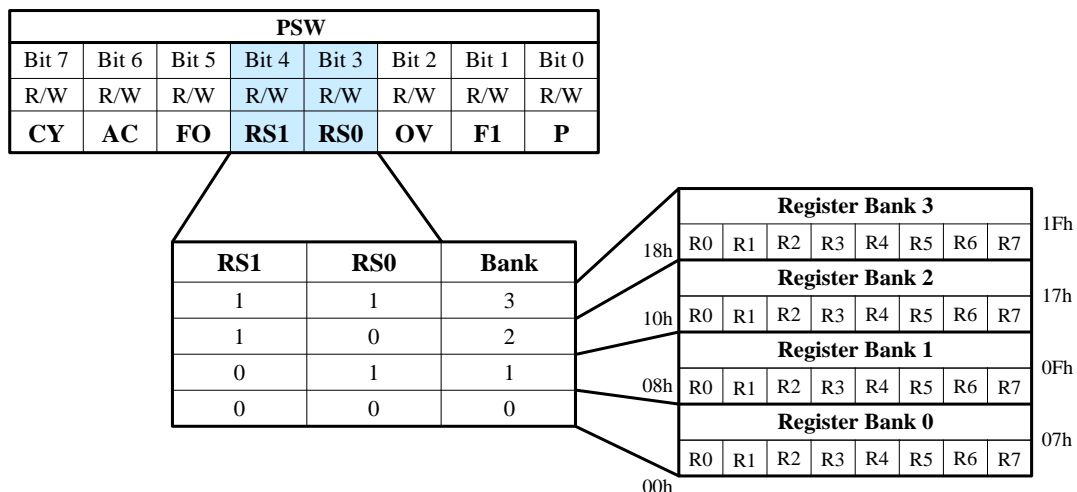 PSW
Bit 7 Bit 6 Bit 5 Bit 4 Bit 3 Bit 2 Bit 1 Bit 0
R/W R/W R/W R/W R/W R/W R/W R/W
CY AC FO RS1 RS0 OV F1 P
RS1 RS0 Bank
1 1 3
1 0 2
0 1 1
0 0 0
Register Bank 3
1Fh
18h R0 R1 R2 R3 R4 R5 R6 R7
Register Bank 2
17h
10h R0 R1 R2 R3 R4 R5 R6 R7
Register Bank 1
0Fh
08h R0 R1 R2 R3 R4 R5 R6 R7
Register Bank 0
07h
R0 R1 R2 R3 R4 R5 R6 R7
00h